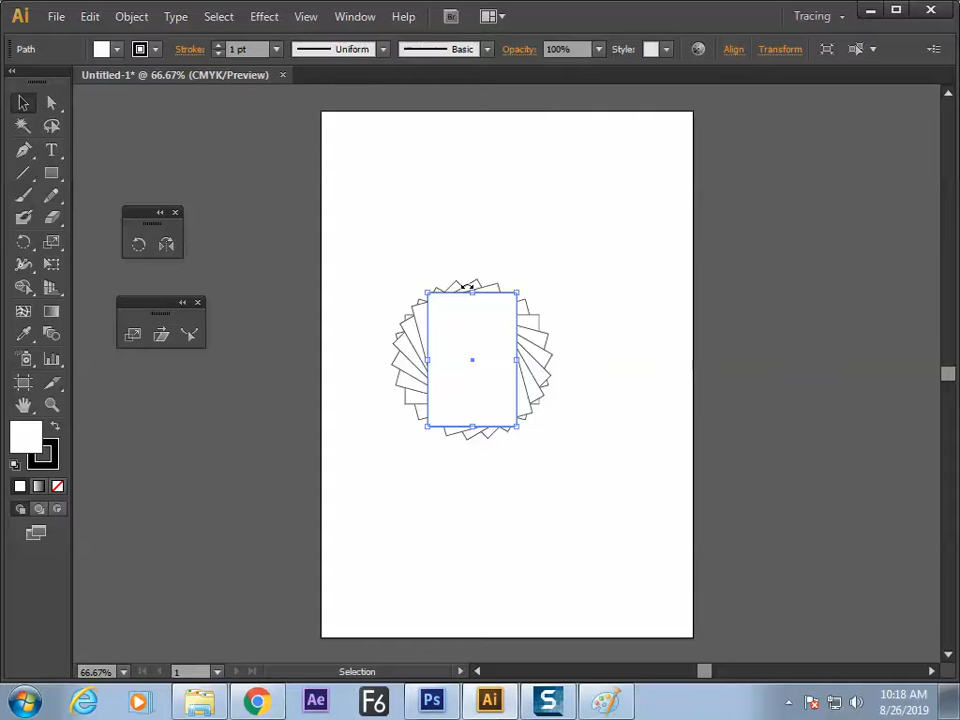 Ai File Edit Object Type Select Effect View Window Help Br Tracing
Path Stroke: 1 pt Uniform Basic Opacity: 100% Style: Align Transform
Untitled-1* @ 66.67% (CMYK/Preview)
T
66.67% 1 Selection
Ae F6 Ps Ai S
10:18 AM
8/26/2019